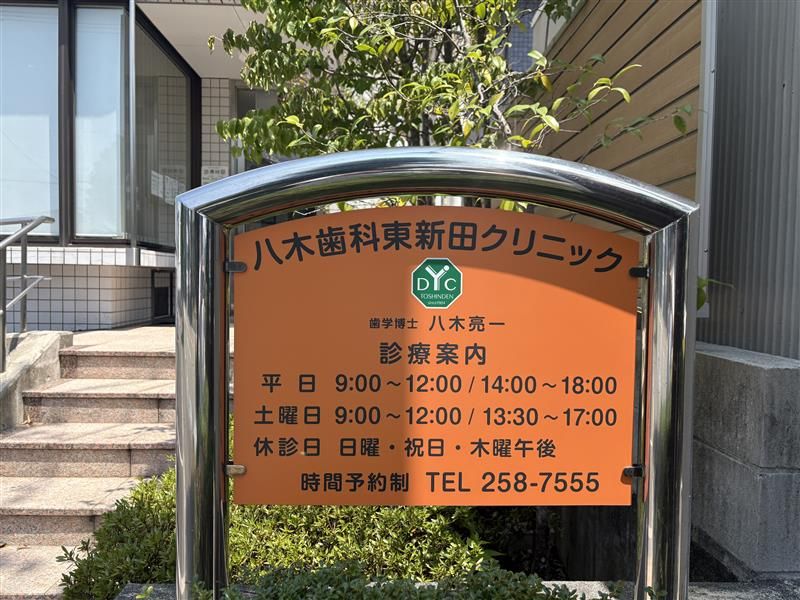 八木歯科東新田クリニック
DYC
TOSHINDEN
歯学博士 八木亮一
診療案内
平日 9:00～12:00 / 14:00～18:00
土曜日 9:00～12:00 / 13:30～17:00
休診日 日曜・祝日・木曜午後
時間予約制 TEL 258-7555